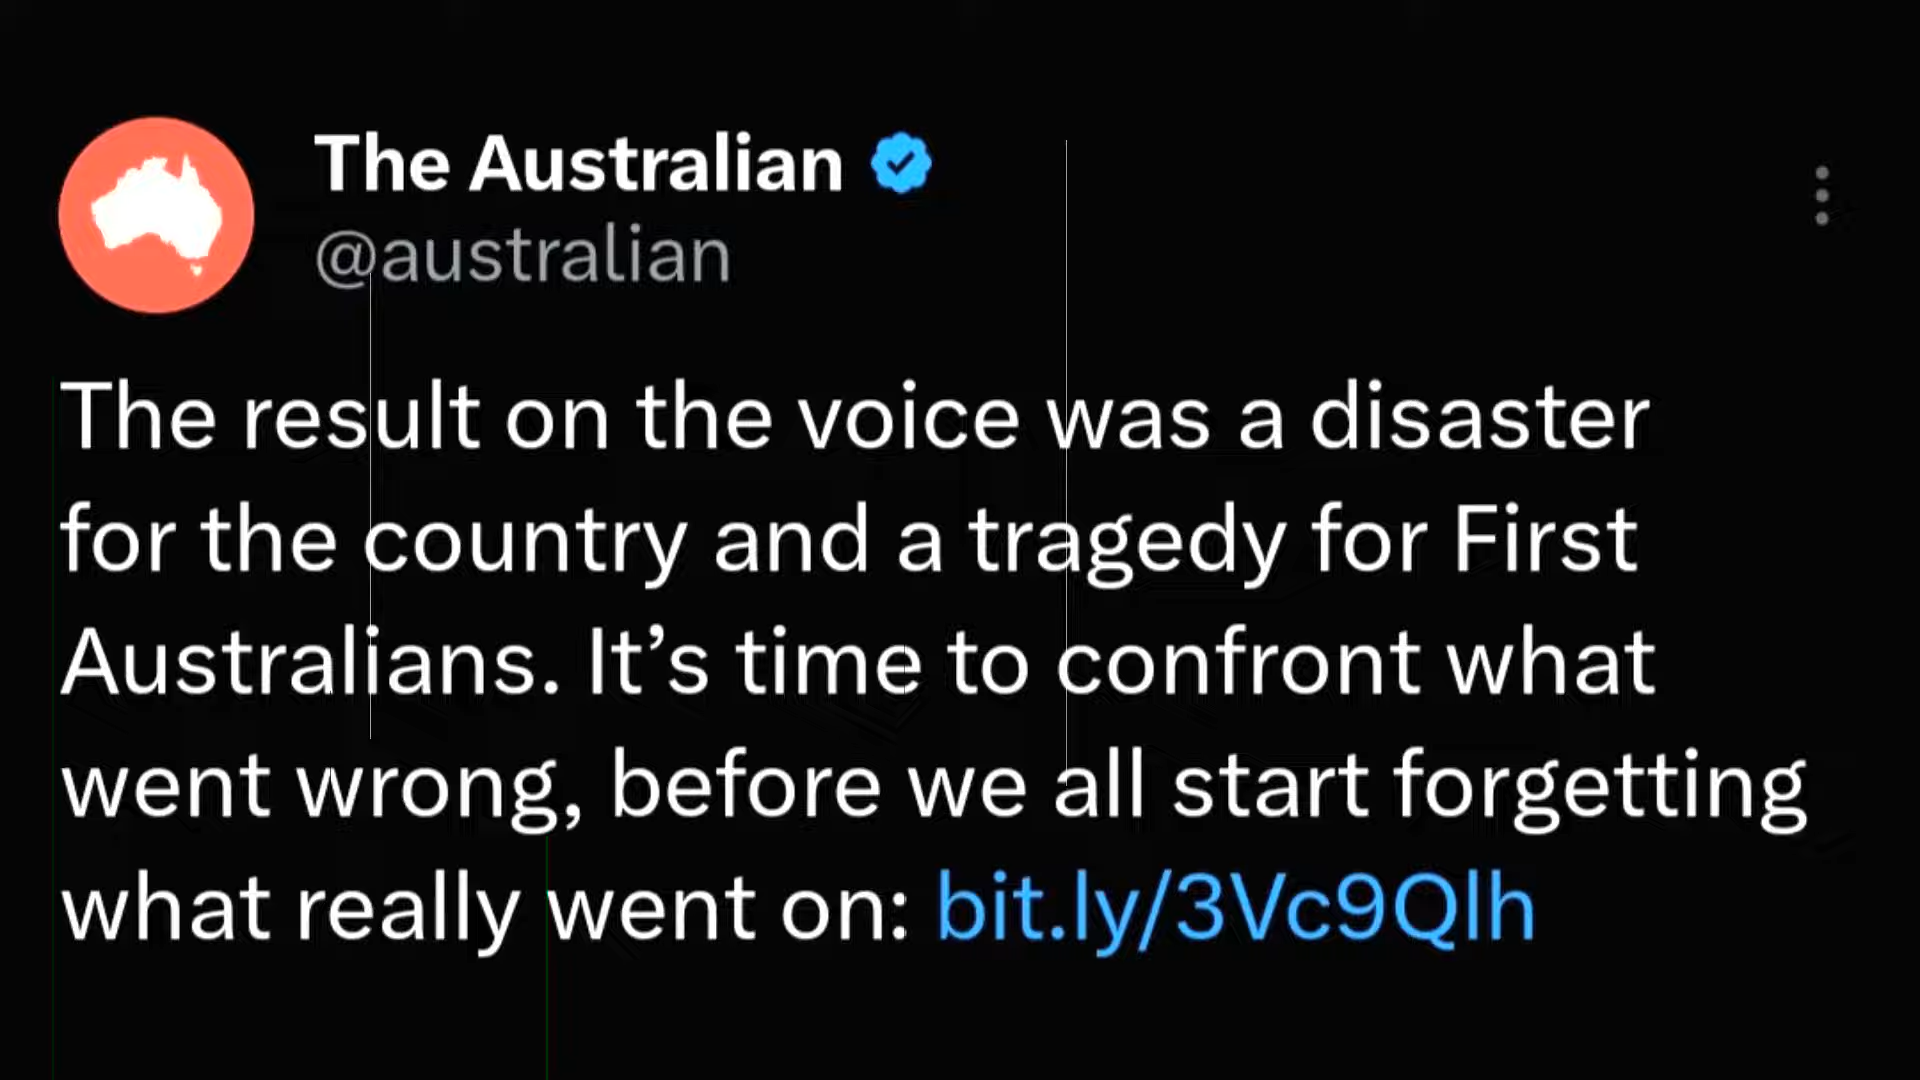 The Australian
@australian
The result on the voice was a disaster
for the country and a tragedy for First
Australians. It’s time to confront what
went wrong, before we all start forgetting
what really went on: bit.ly/3Vc9Qlh